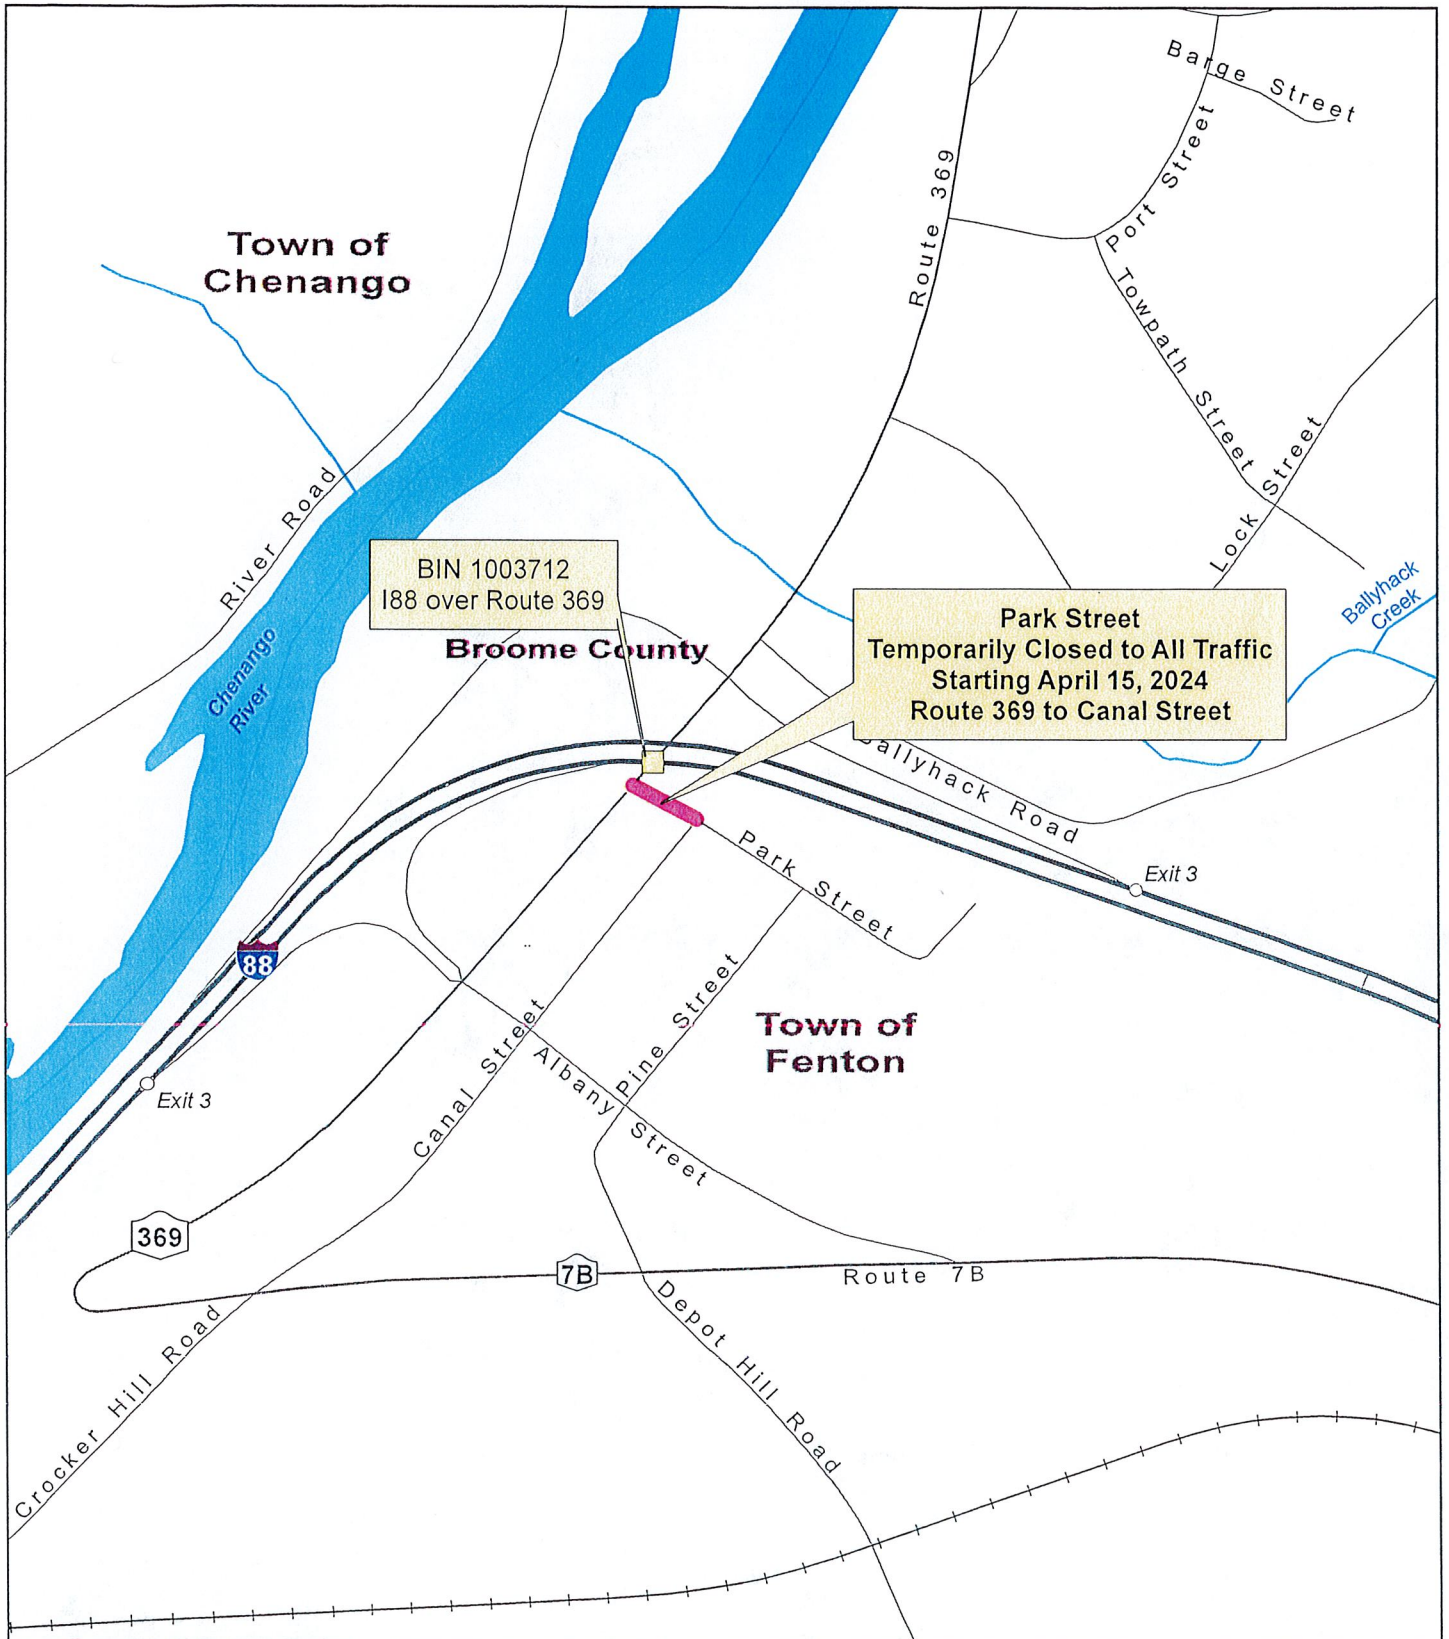 Barge Street
Port Street
Route 369
Town of
Chenango
Towpath Street
Lock Street
River Road
BIN 1003712
I88 over Route 369
Ballyhack
Creek
Park Street
Temporarily Closed to All Traffic
Starting April 15, 2024
Route 369 to Canal Street
Broome County
Chenango
River
Ballyhack Road
Park Street
Exit 3
88
Pine Street
Town of
Fenton
Canal Street
Albany Street
Exit 3
369
7B
Route 7B
Depot Hill Road
Crocker Hill Road